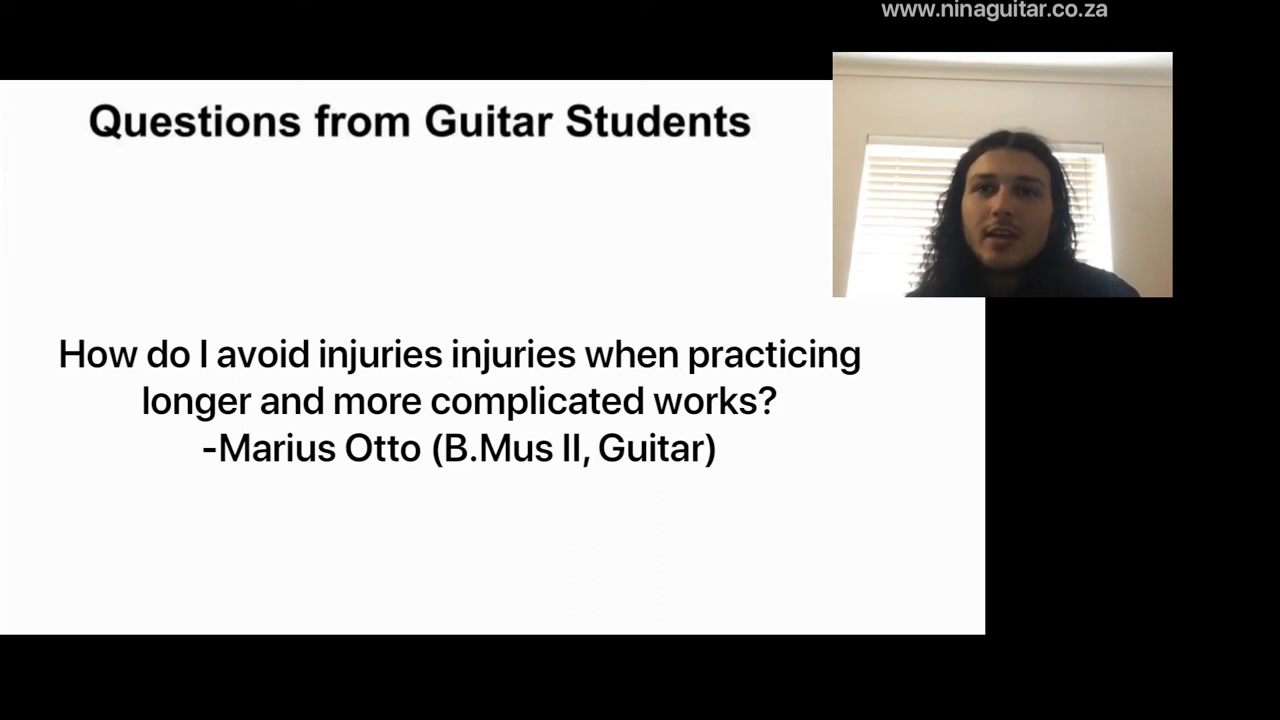 www.ninaguitar.co.za
Questions from Guitar Students
How do I avoid injuries injuries when practicing
longer and more complicated works?
-Marius Otto (B.Mus II, Guitar)